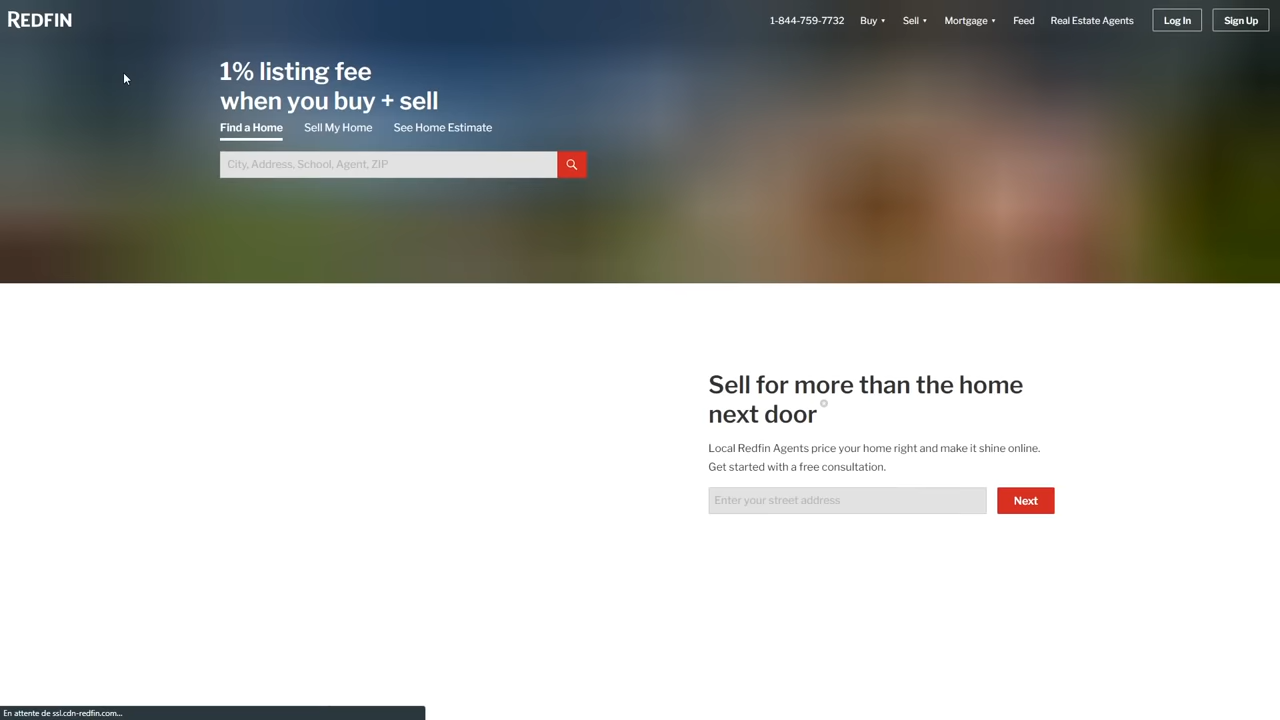 REDFIN
1-844-759-7732 Buy Sell Mortgage Feed Real Estate Agents Log In Sign Up
1% listing fee
when you buy + sell
Find a Home Sell My Home See Home Estimate
City, Address, School, Agent, ZIP
Sell for more than the home
next door
Local Redfin Agents price your home right and make it shine online.
Get started with a free consultation.
Enter your street address Next
En attente de ssl.cdn-redfin.com...